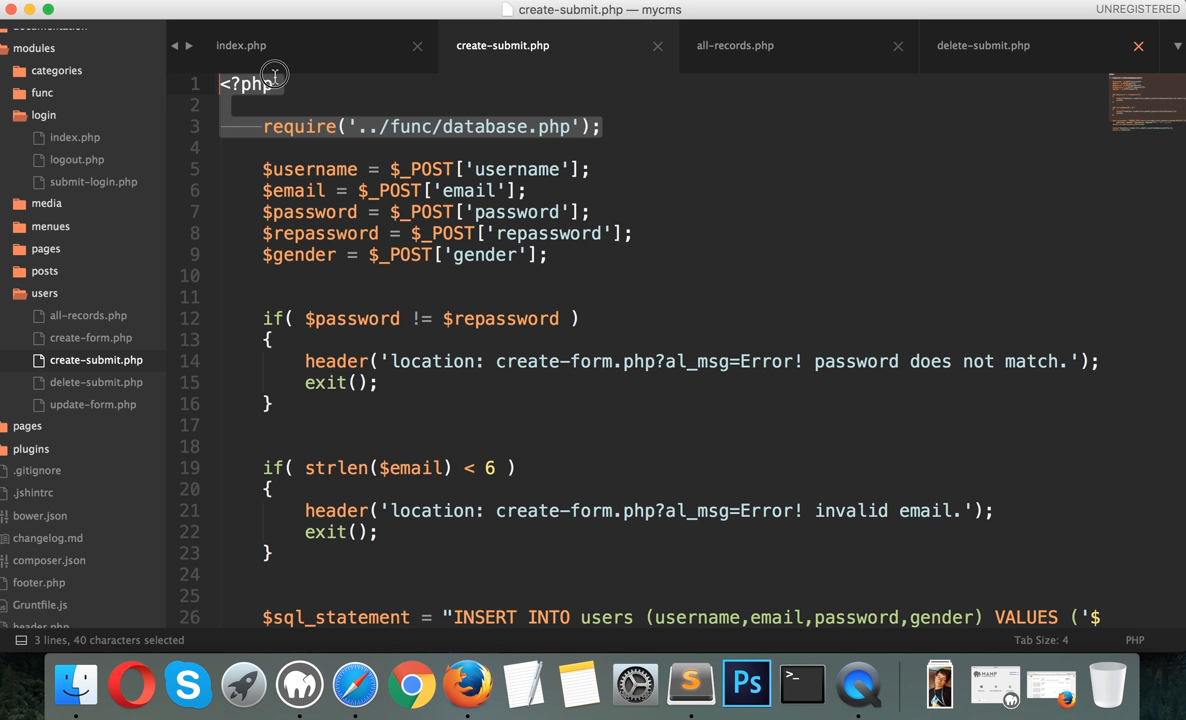 create-submit.php — mycms
UNREGISTERED
index.php
create-submit.php
all-records.php
delete-submit.php
modules
categories
func
login
index.php
logout.php
submit-login.php
media
menues
pages
posts
users
all-records.php
create-form.php
create-submit.php
delete-submit.php
update-form.php
pages
plugins
.gitignore
.jshintrc
bower.json
changelog.md
composer.json
footer.php
Gruntfile.js
header.php
1 <?php
2
3 require('../func/database.php');
4
5 $username = $_POST['username'];
6 $email = $_POST['email'];
7 $password = $_POST['password'];
8 $repassword = $_POST['repassword'];
9 $gender = $_POST['gender'];
10
11
12 if( $password != $repassword )
13 {
14 header('location: create-form.php?al_msg=Error! password does not match.');
15 exit();
16 }
17
18
19 if( strlen($email) < 6 )
20 {
21 header('location: create-form.php?al_msg=Error! invalid email.');
22 exit();
23 }
24
25
26 $sql_statement = "INSERT INTO users (username,email,password,gender) VALUES ('$
3 lines, 40 characters selected
Tab Size: 4
PHP
S
S
Ps
>_
MAMP